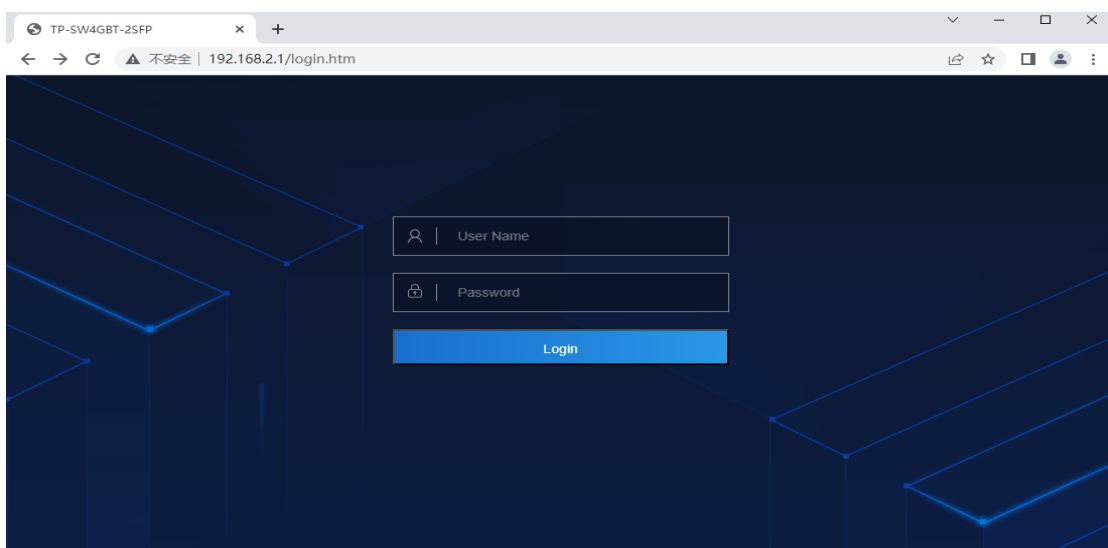 TP-SW4GBT-2SFP
不安全 192.168.2.1/login.htm
User Name
Password
Login